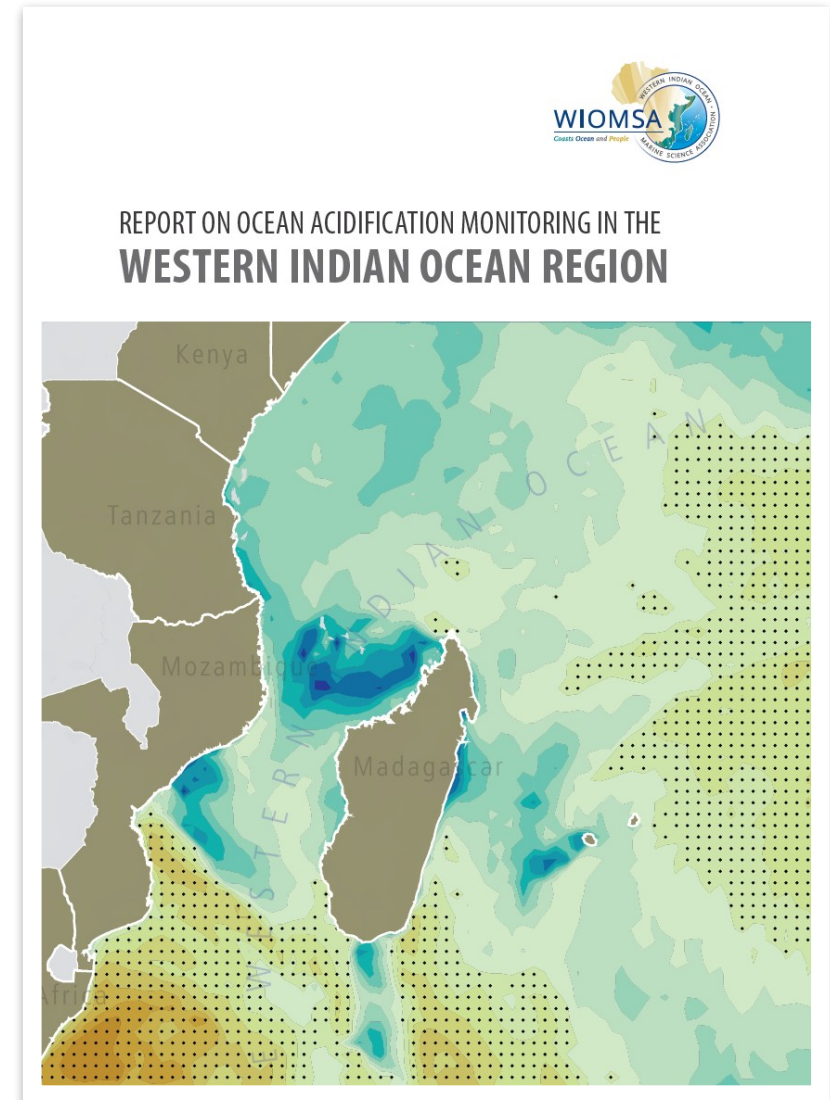 WIOMSA
Coasts Ocean and People
WESTERN INDIAN OCEAN • MARINE SCIENCE ASSOCIATION
REPORT ON OCEAN ACIDIFICATION MONITORING IN THE
WESTERN INDIAN OCEAN REGION
Kenya
Tanzania
Mozambique
Madagascar
Africa
WESTERN INDIAN OCEAN